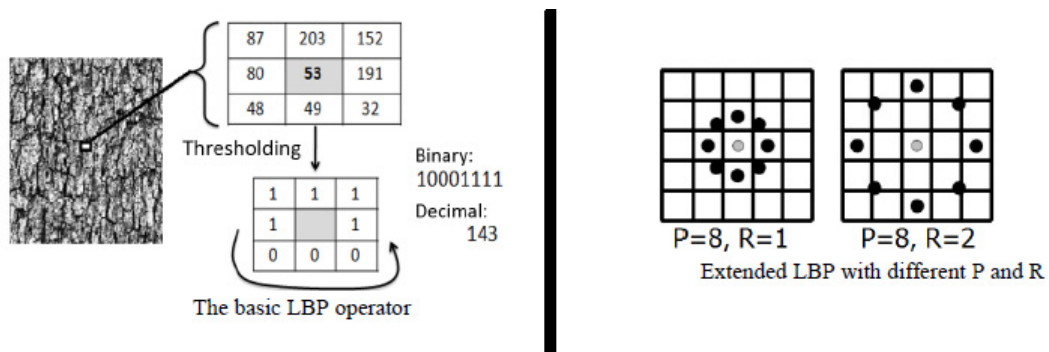 87 203 152
80 53 191
48 49 32
Thresholding
1 1 1
1 1
0 0 0
Binary:
10001111
Decimal:
143
The basic LBP operator
P=8, R=1
P=8, R=2
Extended LBP with different P and R